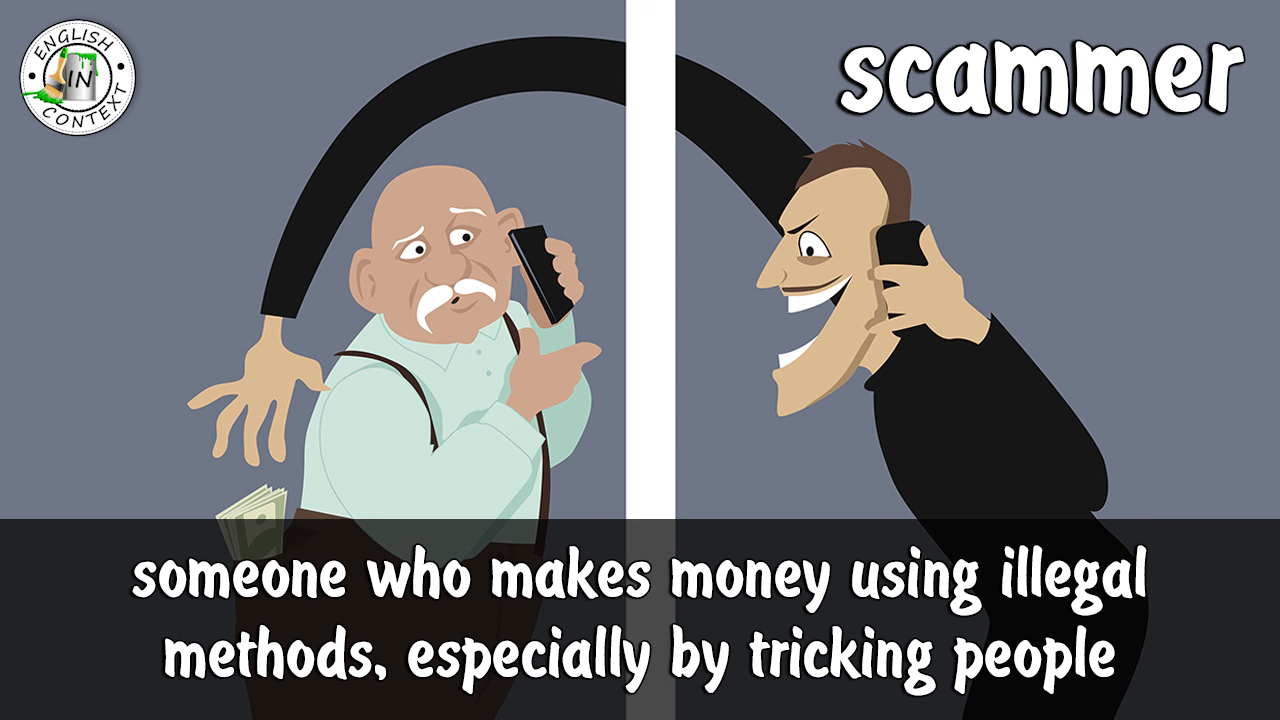 ENGLISH
IN
CONTEXT
scammer
someone who makes money using illegal
methods, especially by tricking people